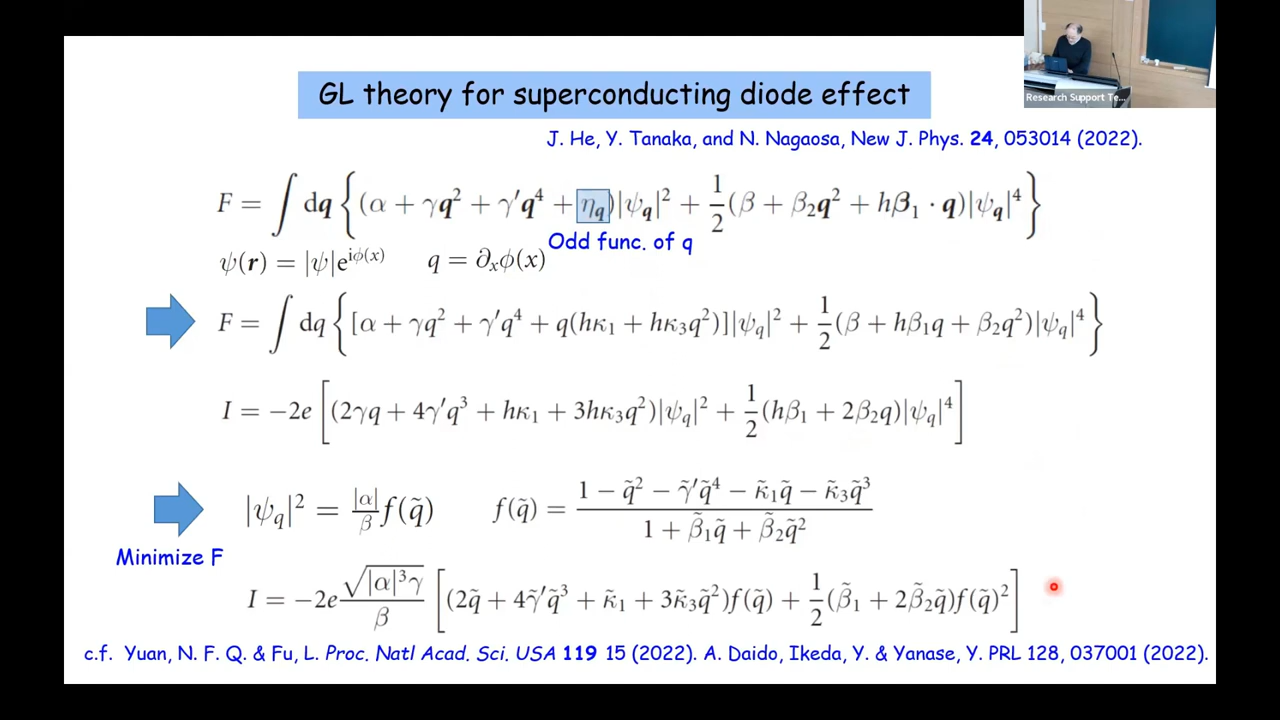 Research Support Te...
GL theory for superconducting diode effect
J. He, Y. Tanaka, and N. Nagaosa, New J. Phys. 24, 053014 (2022).
F = ∫ d𝒒 {(α + γ𝒒² + γ′𝒒⁴ + η_𝒒)|ψ_𝒒|² + 1/2(β + β₂𝒒² + h𝜷₁ · 𝒒)|ψ_𝒒|⁴}
Odd func. of q
ψ(𝒓) = |ψ|e^{iϕ(x)} q = ∂ₓϕ(x)
F = ∫ dq {[α + γq² + γ′q⁴ + q(hκ₁ + hκ₃q²)]|ψ_q|² + 1/2(β + hβ₁q + β₂q²)|ψ_q|⁴}
I = −2e [(2γq + 4γ′q³ + hκ₁ + 3hκ₃q²)|ψ_q|² + 1/2(hβ₁ + 2β₂q)|ψ_q|⁴]
|ψ_q|² = |α|/β f(q̃) f(q̃) = (1 − q̃² − γ̃′q̃⁴ − κ̃₁q̃ − κ̃₃q̃³)/(1 + β̃₁q̃ + β̃₂q̃²)
Minimize F
I = −2e √(|α|³γ)/β [(2q̃ + 4γ̃′q̃³ + κ̃₁ + 3κ̃₃q̃²)f(q̃) + 1/2(β̃₁ + 2β̃₂q̃)f(q̃)²]
c.f. Yuan, N. F. Q. & Fu, L. Proc. Natl Acad. Sci. USA 119 15 (2022). A. Daido, Ikeda, Y. & Yanase, Y. PRL 128, 037001 (2022).